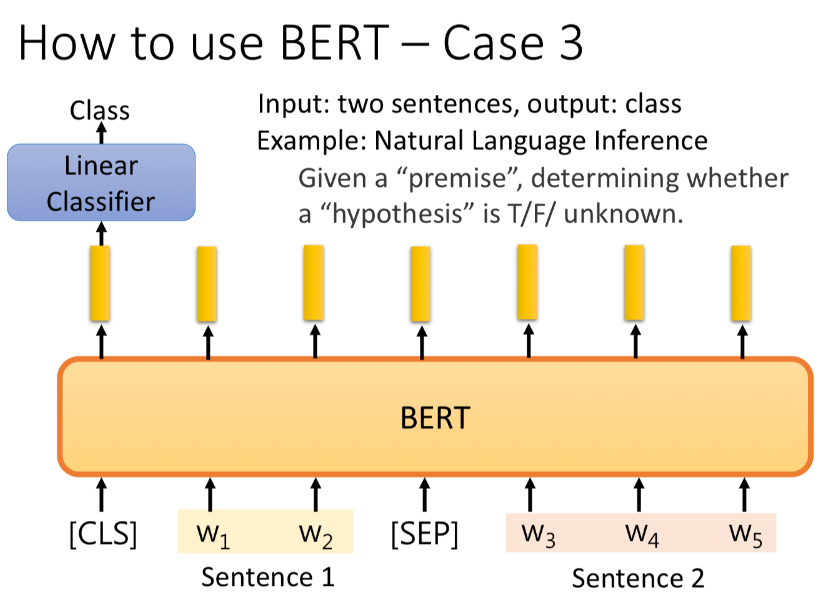 How to use BERT – Case 3
Class
Input: two sentences, output: class
Example: Natural Language Inference
Given a “premise”, determining whether
a “hypothesis” is T/F/ unknown.
Linear
Classifier
BERT
[CLS] w₁ w₂ [SEP] w₃ w₄ w₅
Sentence 1 Sentence 2